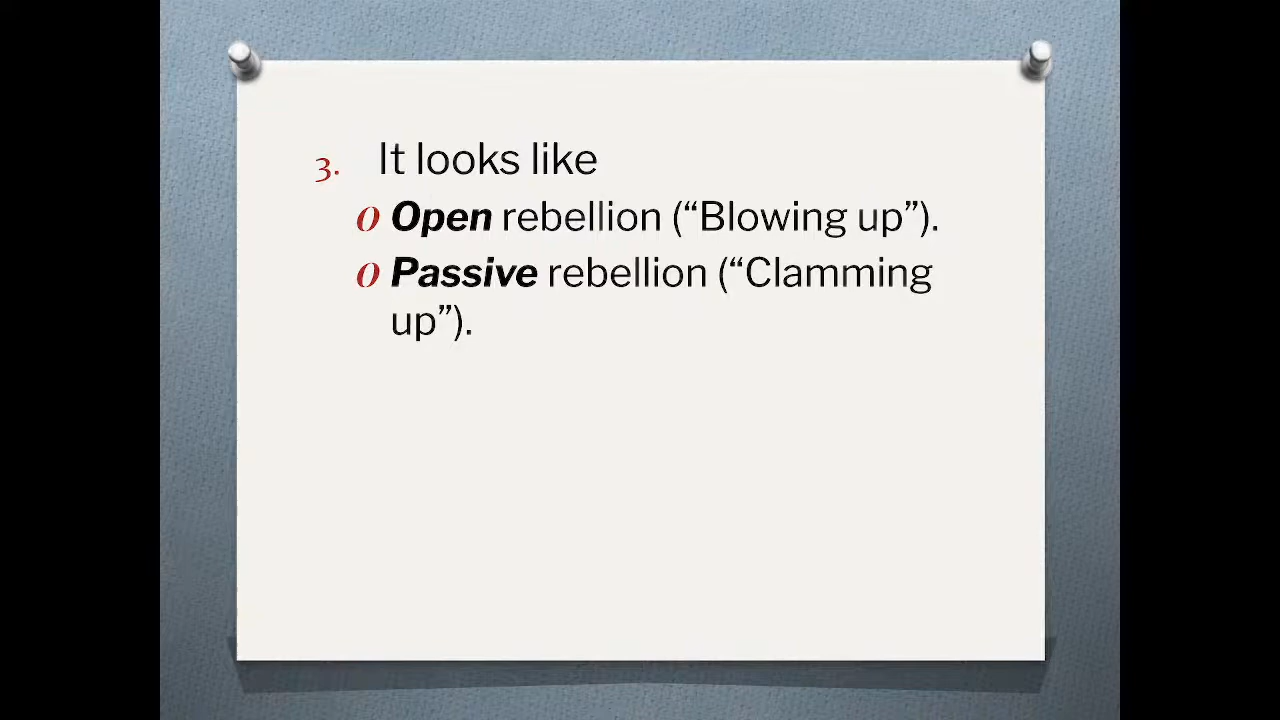 3. It looks like
o Open rebellion (“Blowing up”).
o Passive rebellion (“Clamming
up”).